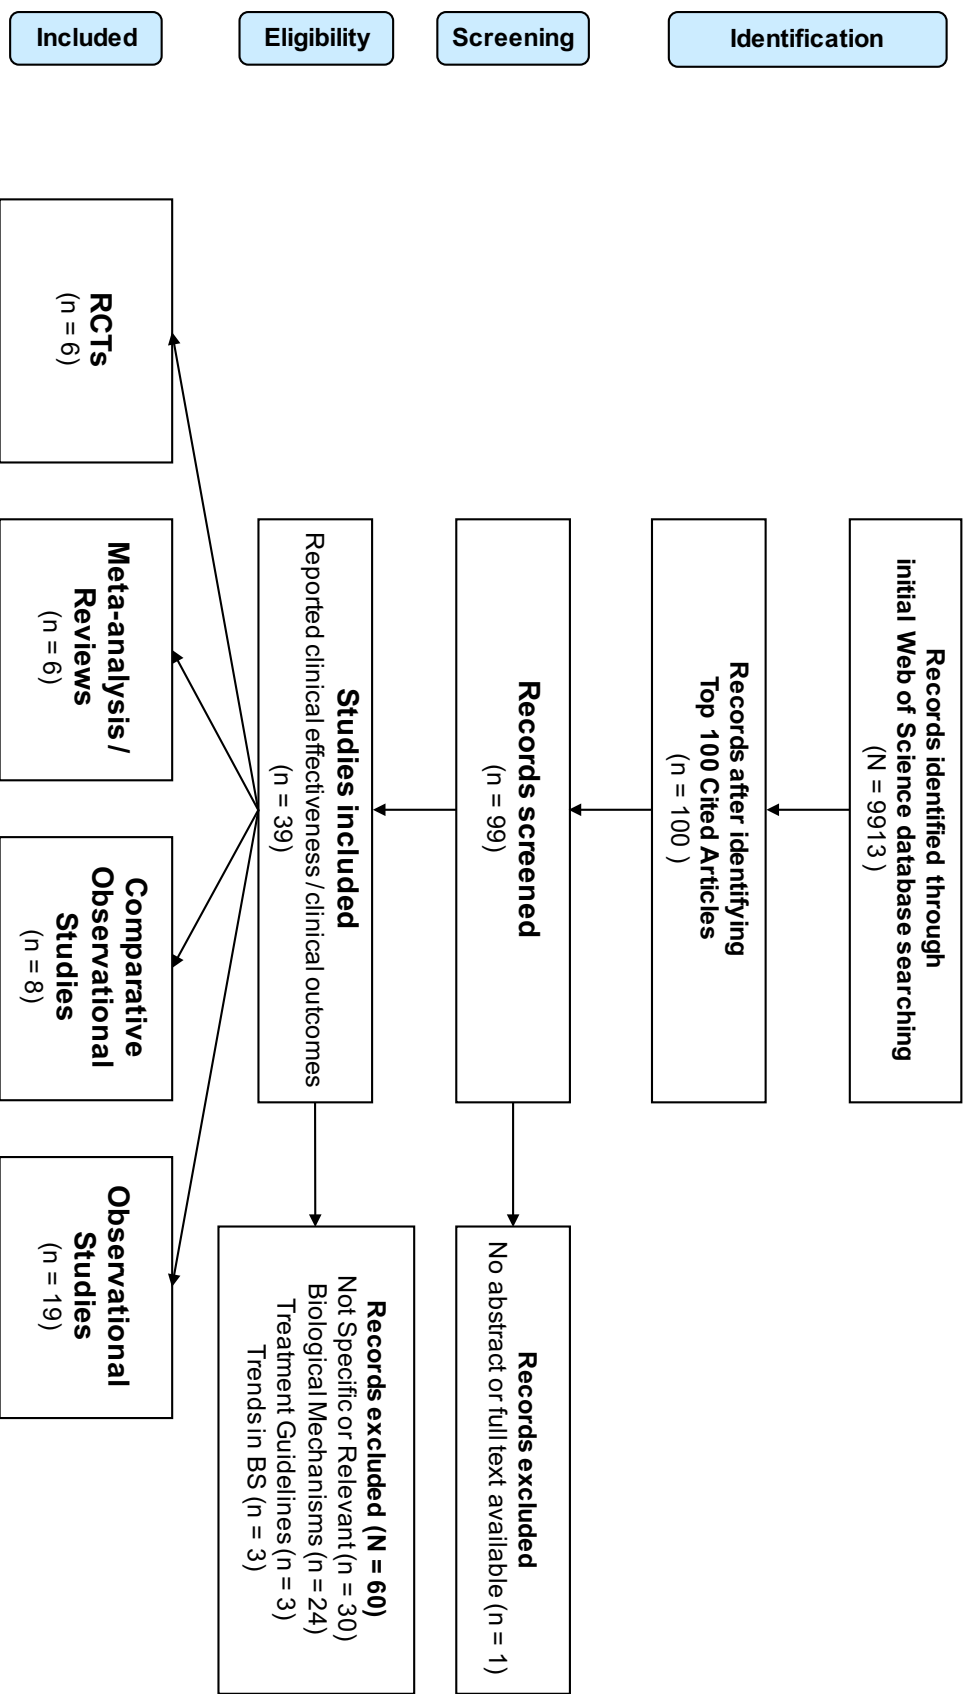 Identification
Screening
Eligibility
Included
Records identified through
initial Web of Science database searching
(N = 9913)
Records after identifying
Top 100 Cited Articles
(n = 100 )
Records screened
(n = 99)
Records excluded
No abstract or full text available (n = 1)
Studies included
Reported clinical effectiveness / clinical outcomes
(n = 39)
Records excluded (N = 60)
Not Specific or Relevant (n = 30)
Biological Mechanisms (n = 24)
Treatment Guidelines (n = 3)
Trends in BS (n = 3)
RCTs
(n = 6)
Meta-analysis /
Reviews
(n = 6)
Comparative
Observational
Studies
(n = 8)
Observational
Studies
(n = 19)